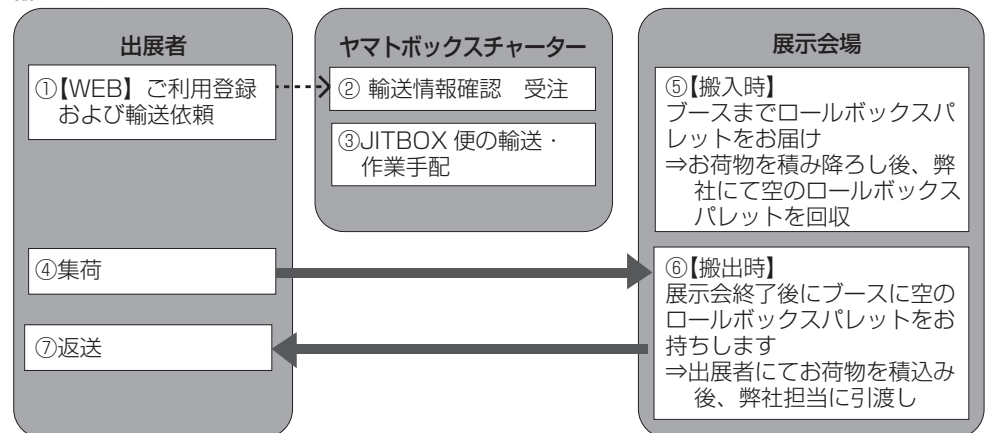 出展者
①【WEB】ご利用登録
および輸送依頼
④集荷
⑦返送
ヤマトボックスチャーター
② 輸送情報確認　受注
③JITBOX 便の輸送・
作業手配
展示会場
⑤【搬入時】
ブースまでロールボックスパ
レットをお届け
⇒お荷物を積み降ろし後、弊
社にて空のロールボックス
パレットを回収
⑥【搬出時】
展示会終了後にブースに空の
ロールボックスパレットをお
持ちします
⇒出展者にてお荷物を積込み
後、弊社担当に引渡し